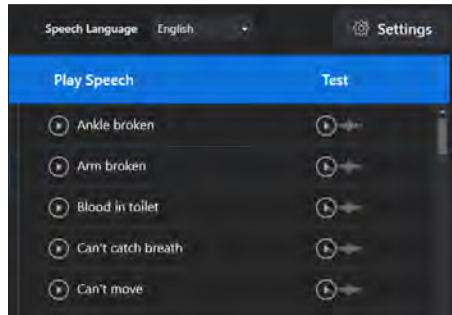 Speech Language English Settings
Play Speech Test
Ankle broken
Arm broken
Blood in toilet
Can't catch breath
Can't move